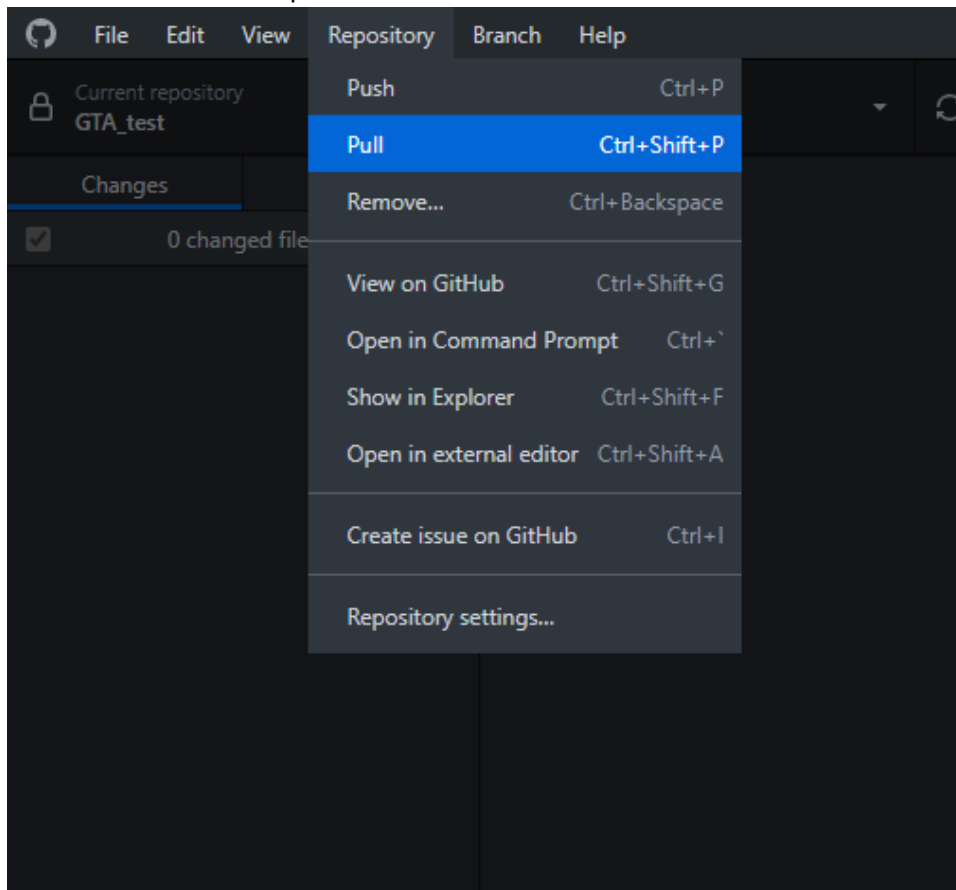 File Edit View Repository Branch Help
Current repository
GTA_test
Changes
0 changed file
Push Ctrl+P
Pull Ctrl+Shift+P
Remove... Ctrl+Backspace
View on GitHub Ctrl+Shift+G
Open in Command Prompt Ctrl+`
Show in Explorer Ctrl+Shift+F
Open in external editor Ctrl+Shift+A
Create issue on GitHub Ctrl+I
Repository settings...